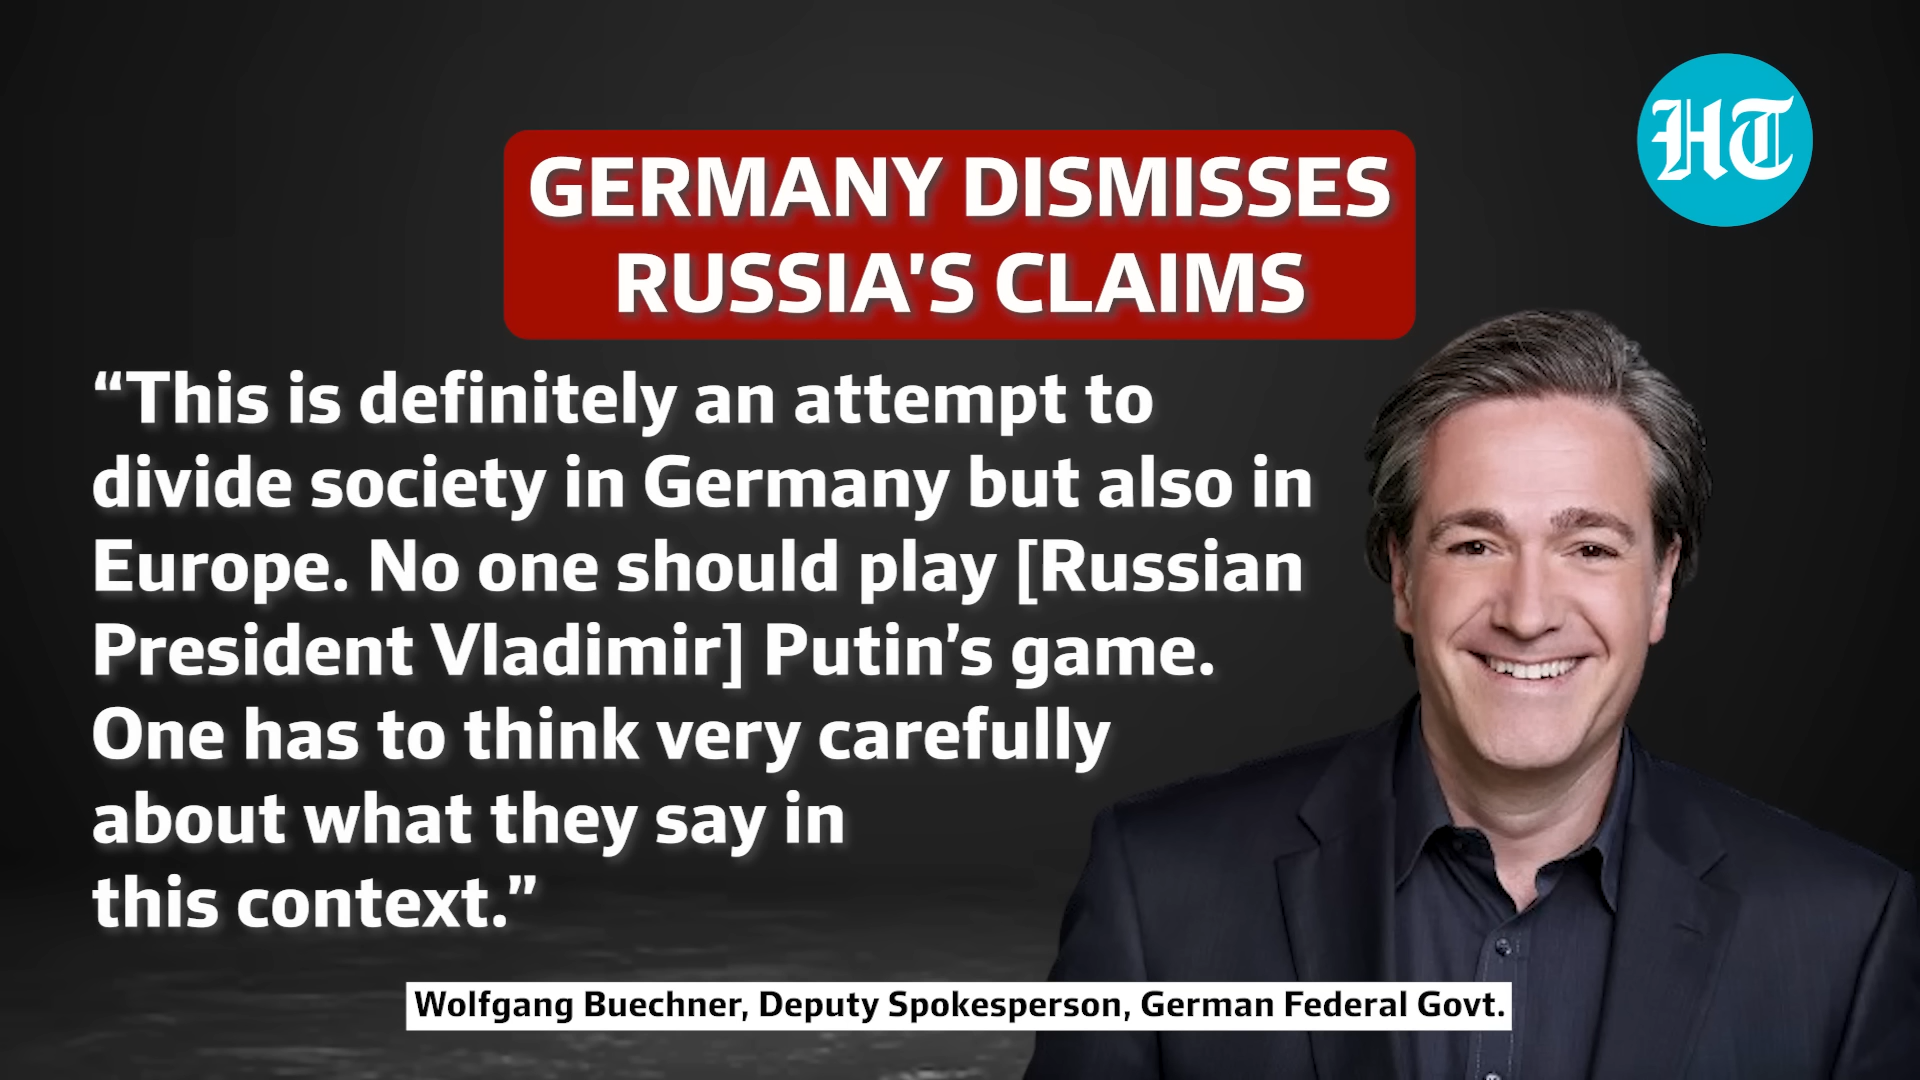 HT
GERMANY DISMISSES
RUSSIA’S CLAIMS
“This is definitely an attempt to
divide society in Germany but also in
Europe. No one should play [Russian
President Vladimir] Putin’s game.
One has to think very carefully
about what they say in
this context.”
Wolfgang Buechner, Deputy Spokesperson, German Federal Govt.